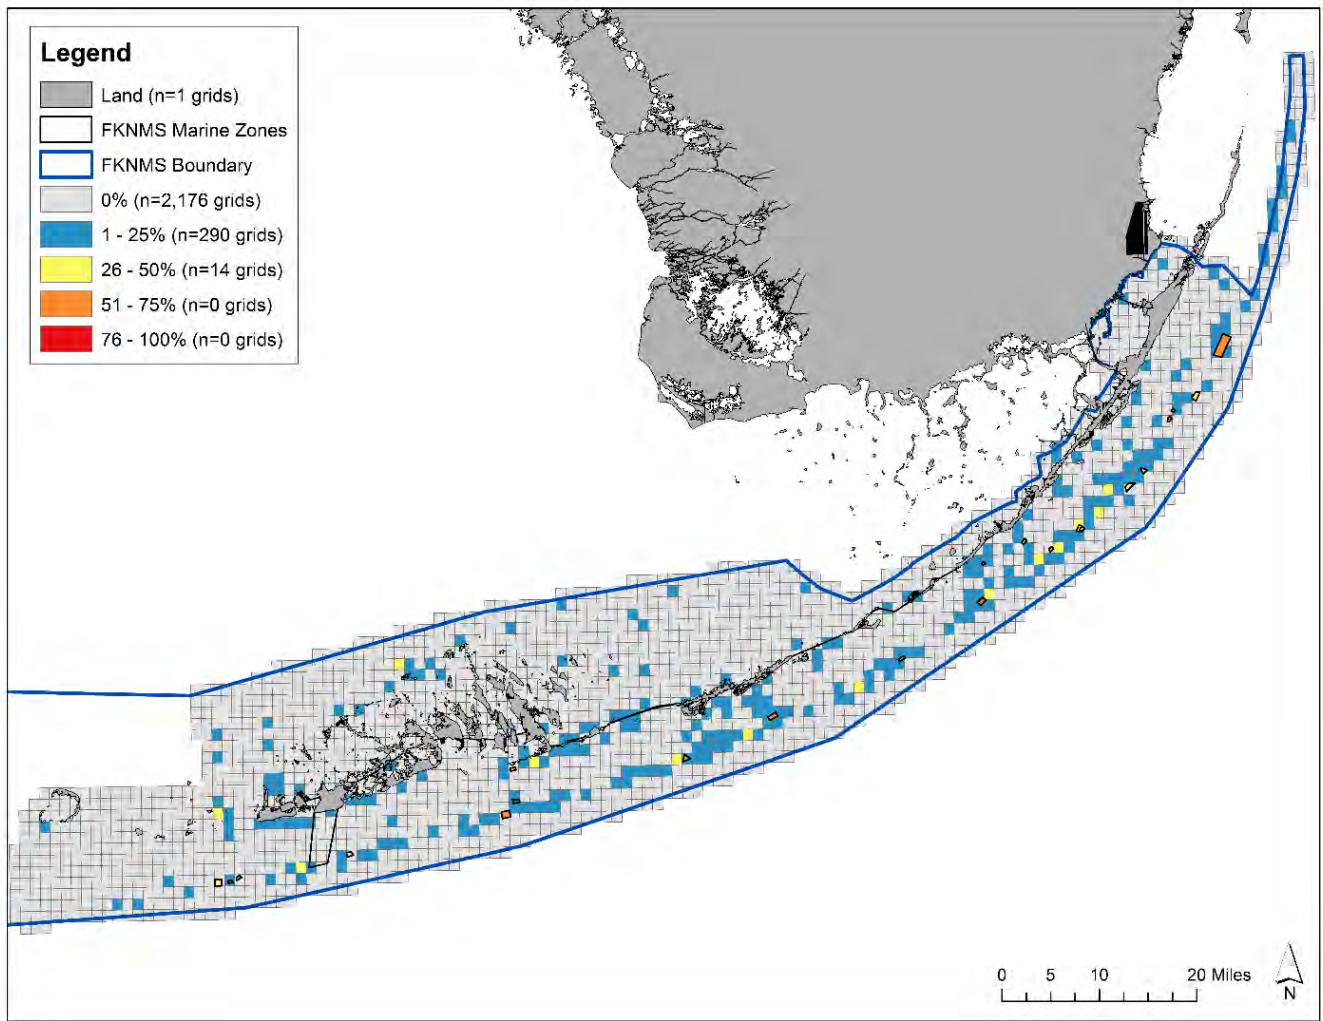 Legend
Land (n=1 grids)
FKNMS Marine Zones
FKNMS Boundary
0% (n=2,176 grids)
1 - 25% (n=290 grids)
26 - 50% (n=14 grids)
51 - 75% (n=0 grids)
76 - 100% (n=0 grids)
0 5 10 20 Miles
N